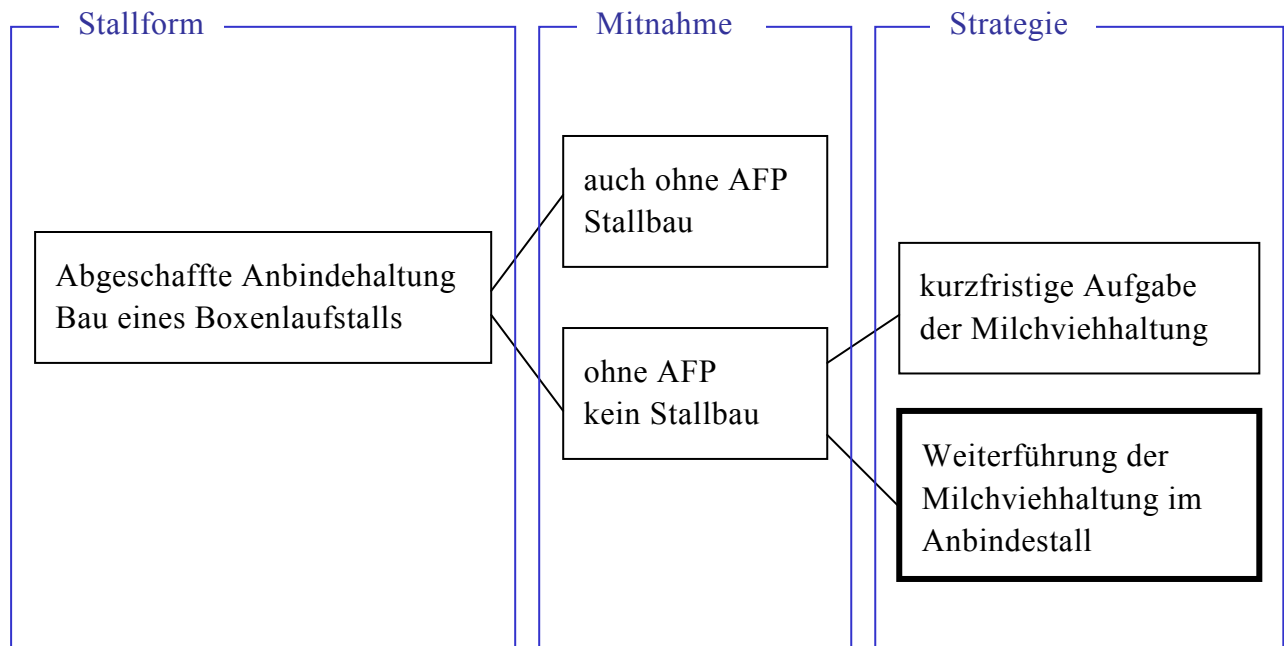 Stallform
Mitnahme
Strategie
Abgeschaffte Anbindehaltung
Bau eines Boxenlaufstalls
auch ohne AFP
Stallbau
ohne AFP
kein Stallbau
kurzfristige Aufgabe
der Milchviehhaltung
Weiterführung der
Milchviehhaltung im
Anbindestall